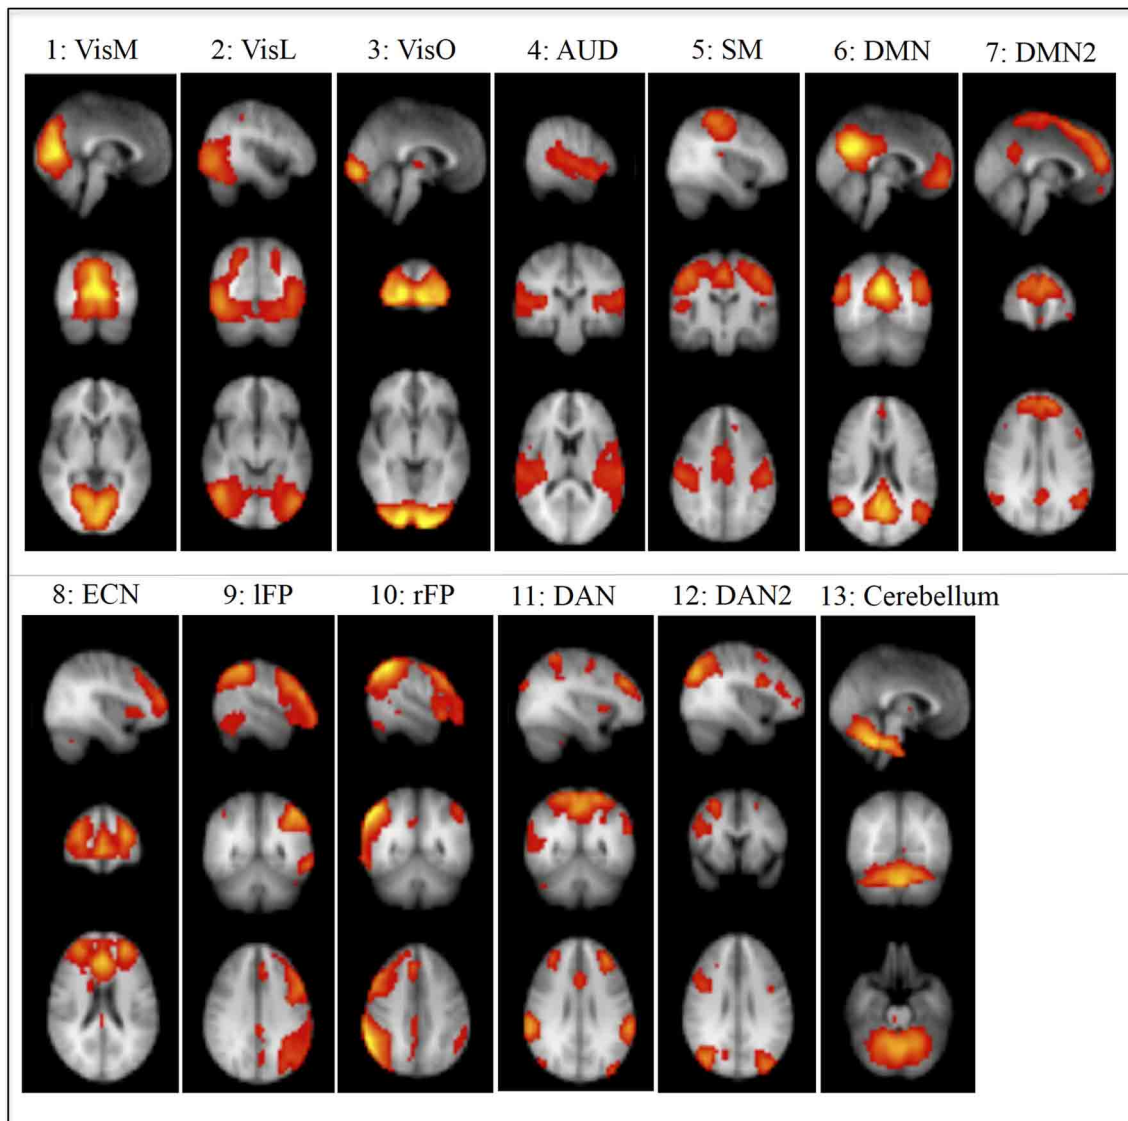 1: VisM 2: VisL 3: VisO 4: AUD 5: SM 6: DMN 7: DMN2
8: ECN 9: lFP 10: rFP 11: DAN 12: DAN2 13: Cerebellum